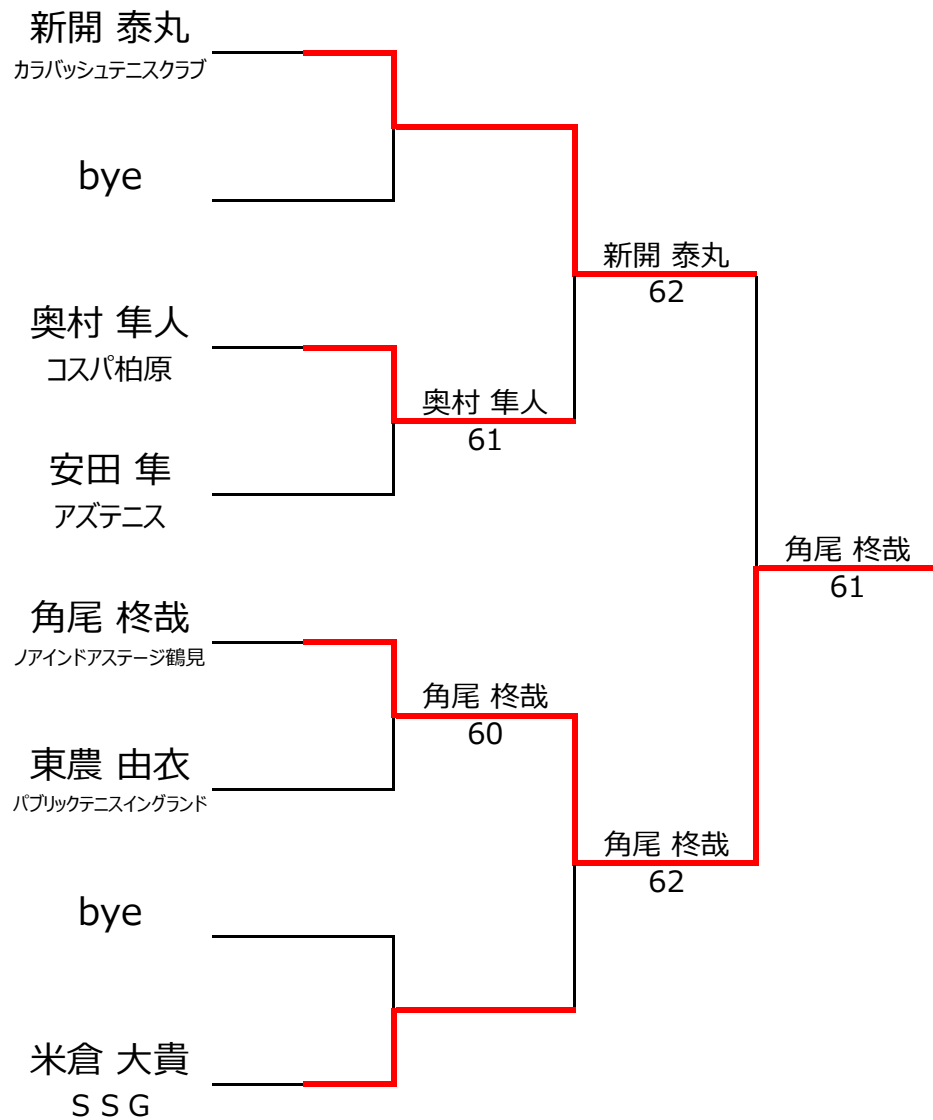 新開 泰丸
カラバッシュテニスクラブ
bye
奥村 隼人
コスパ柏原
安田 隼
アズテニス
角尾 柊哉
ノアインドアステージ鶴見
東農 由衣
パブリックテニスイングランド
bye
米倉 大貴
ＳＳＧ
奥村 隼人
61
角尾 柊哉
60
新開 泰丸
62
角尾 柊哉
62
角尾 柊哉
61